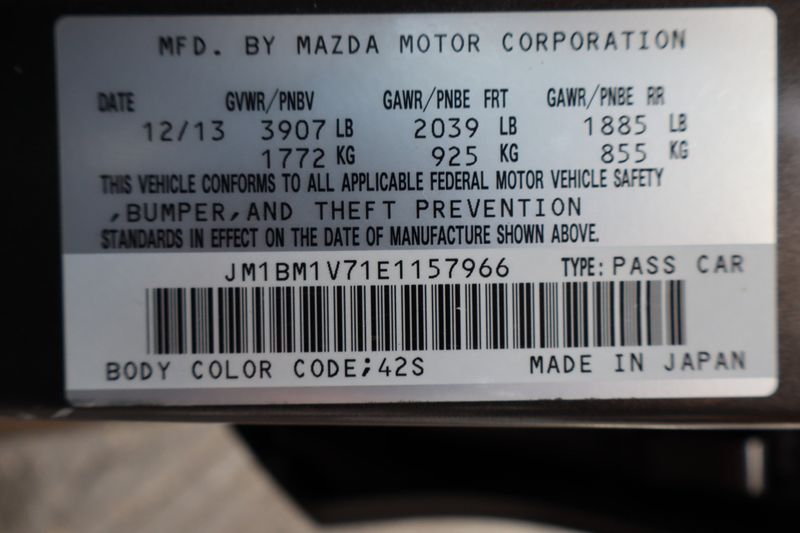 MFD. BY MAZDA MOTOR CORPORATION
DATE GVWR/PNBV GAWR/PNBE FRT GAWR/PNBE RR
12/13 3907 LB 2039 LB 1885 LB
1772 KG 925 KG 855 KG
THIS VEHICLE CONFORMS TO ALL APPLICABLE FEDERAL MOTOR VEHICLE SAFETY
,BUMPER,AND THEFT PREVENTION
STANDARDS IN EFFECT ON THE DATE OF MANUFACTURE SHOWN ABOVE.
JM1BM1V71E1157966 TYPE: PASS CAR
BODY COLOR CODE;42S MADE IN JAPAN